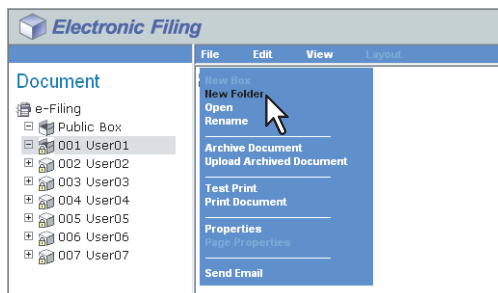 Electronic Filing
File Edit View Layout
Document
e-Filing
Public Box
001 User01
002 User02
003 User03
004 User04
005 User05
006 User06
007 User07
New Box
New Folder
Open
Rename
Archive Document
Upload Archived Document
Test Print
Print Document
Properties
Page Properties
Send Email